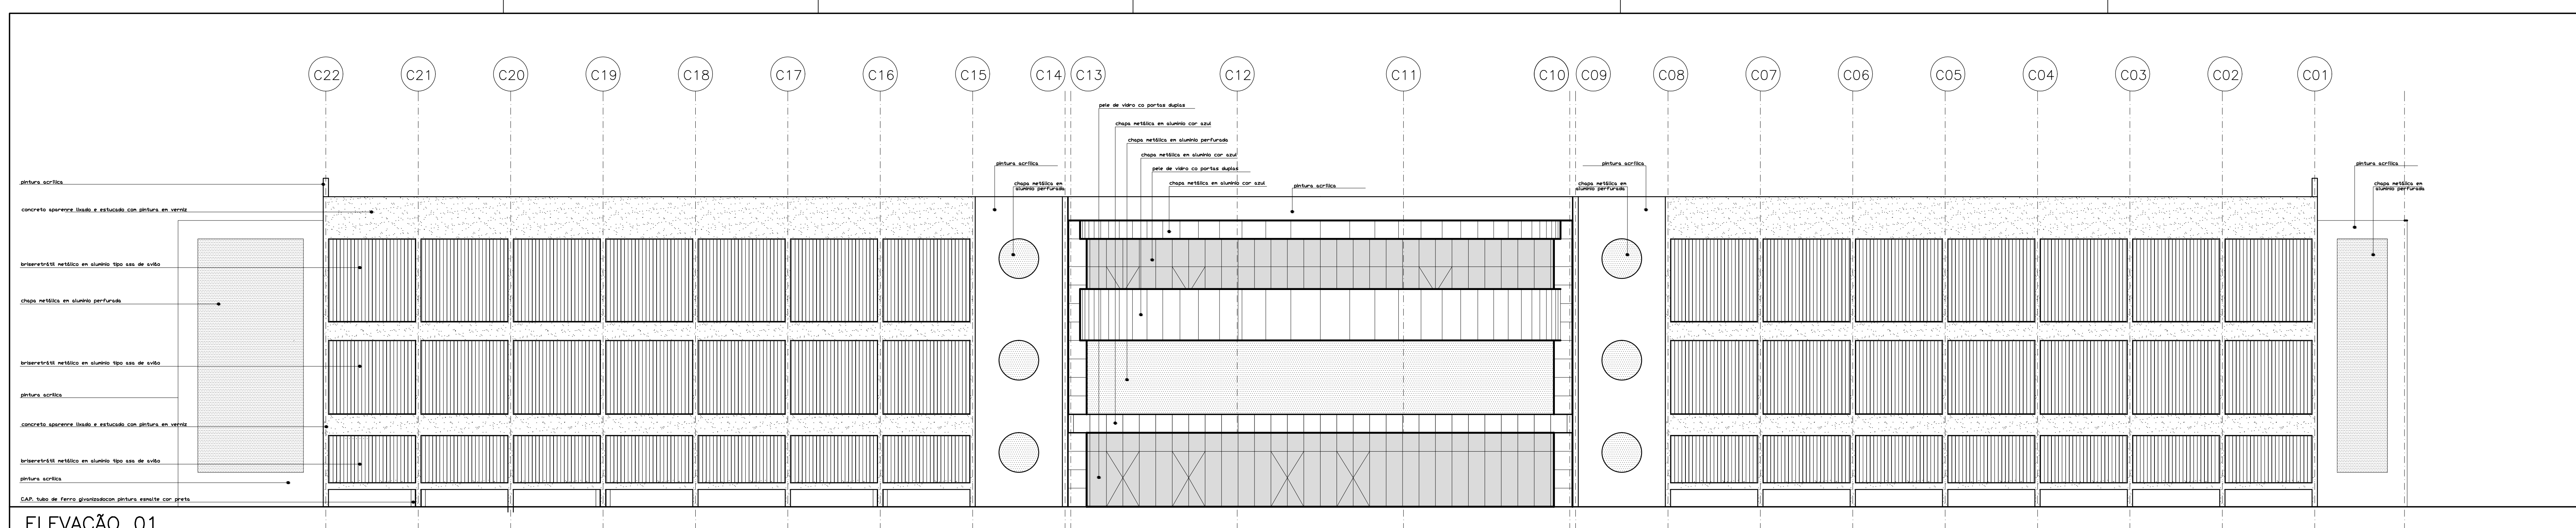 C22 C21 C20 C19 C18 C17 C16 C15 C14 C13 C12 C11 C10 C09 C08 C07 C06 C05 C04 C03 C02 C01
pele de vidro co portas duplas
chapa metálica em alumínio cor azul
chapa metálica em alumínio perfurada
chapa metálica em alumínio cor azul
pele de vidro co portas duplas
chapa metálica em alumínio cor azul
pintura acrílica
pintura acrílica
chapa metálica em
alumínio perfurada
pintura acrílica
chapa metálica em
alumínio perfurada
pintura acrílica
chapa metálica em
alumínio perfurada
pintura acrílica
concreto aparenre lixado e estucado com pintura em verniz
briseretrátil metálico em alumínio tipo asa de avião
chapa metálica em alumínio perfurada
briseretrátil metálico em alumínio tipo asa de avião
pintura acrílica
concreto aparenre lixado e estucado com pintura em verniz
briseretrátil metálico em alumínio tipo asa de avião
pintura acrílica
C.A.P. tubo de ferro givanizadocom pintura esmalte cor preta
ELEVAÇÃO 01